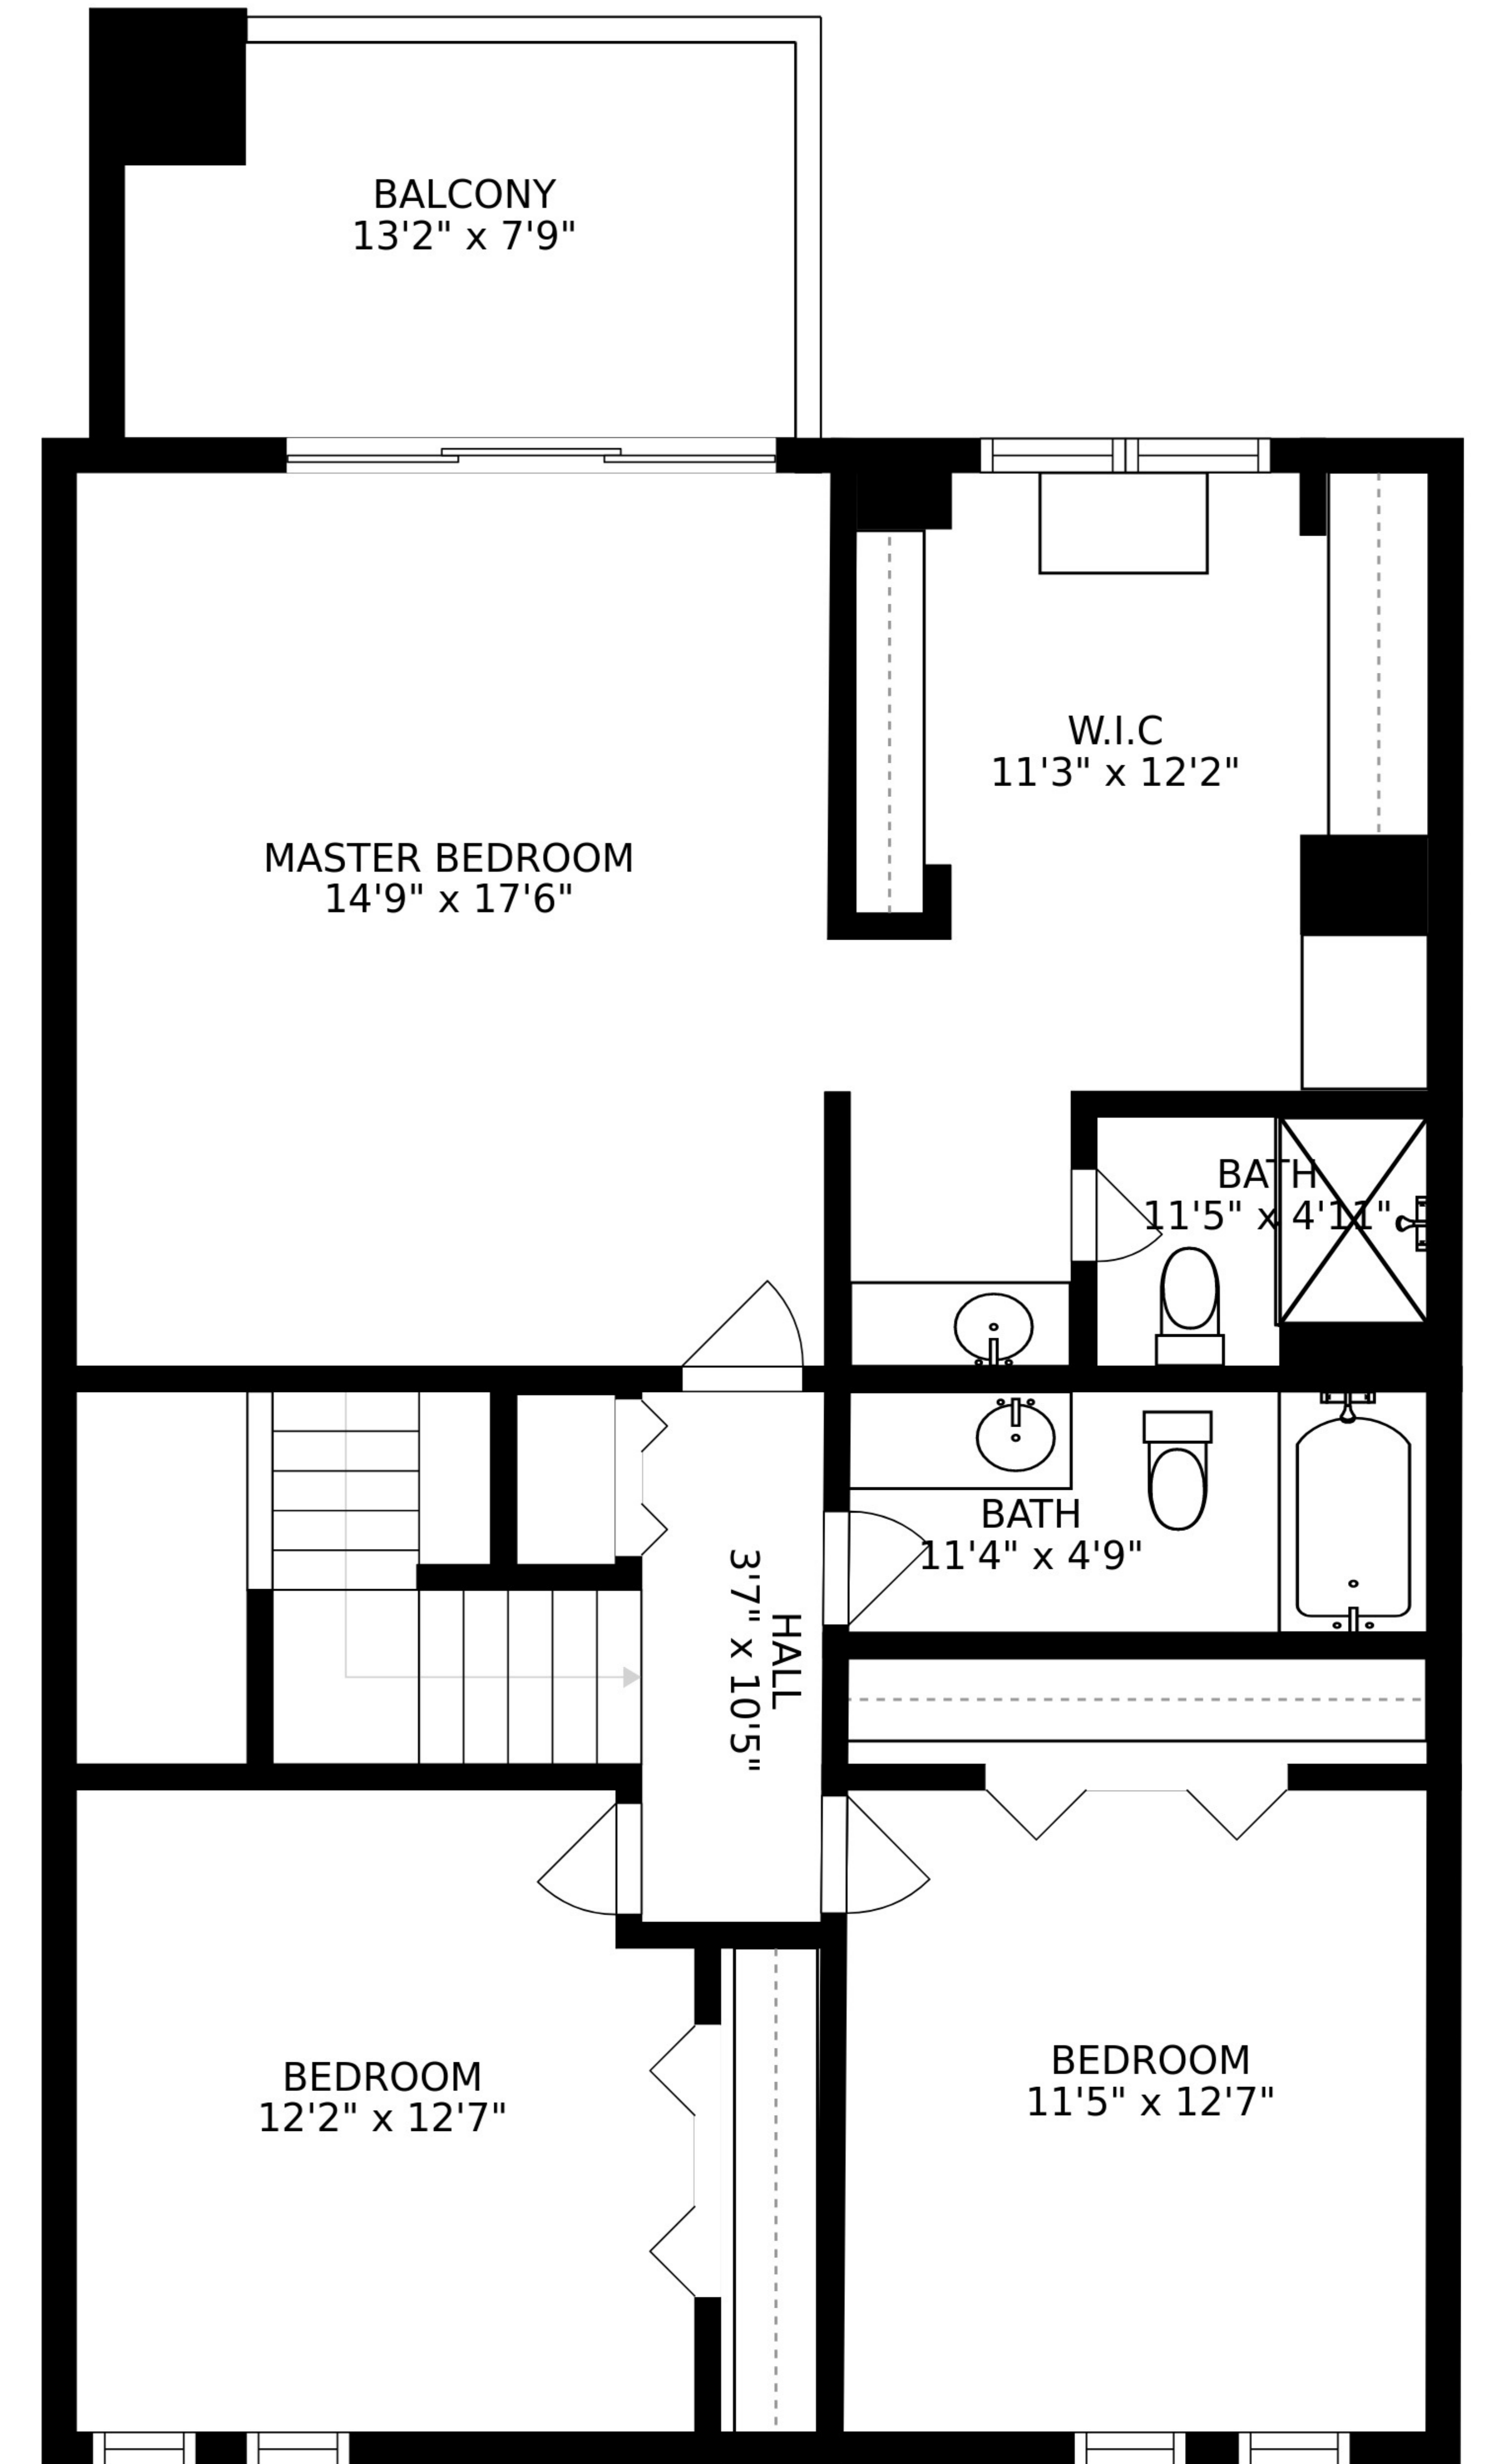 BALCONY
13'2" x 7'9"
W.I.C
11'3" x 12'2"
MASTER BEDROOM
14'9" x 17'6"
BATH
11'5" x 4'11"
BATH
11'4" x 4'9"
HALL
3'7" x 10'5"
BEDROOM
12'2" x 12'7"
BEDROOM
11'5" x 12'7"